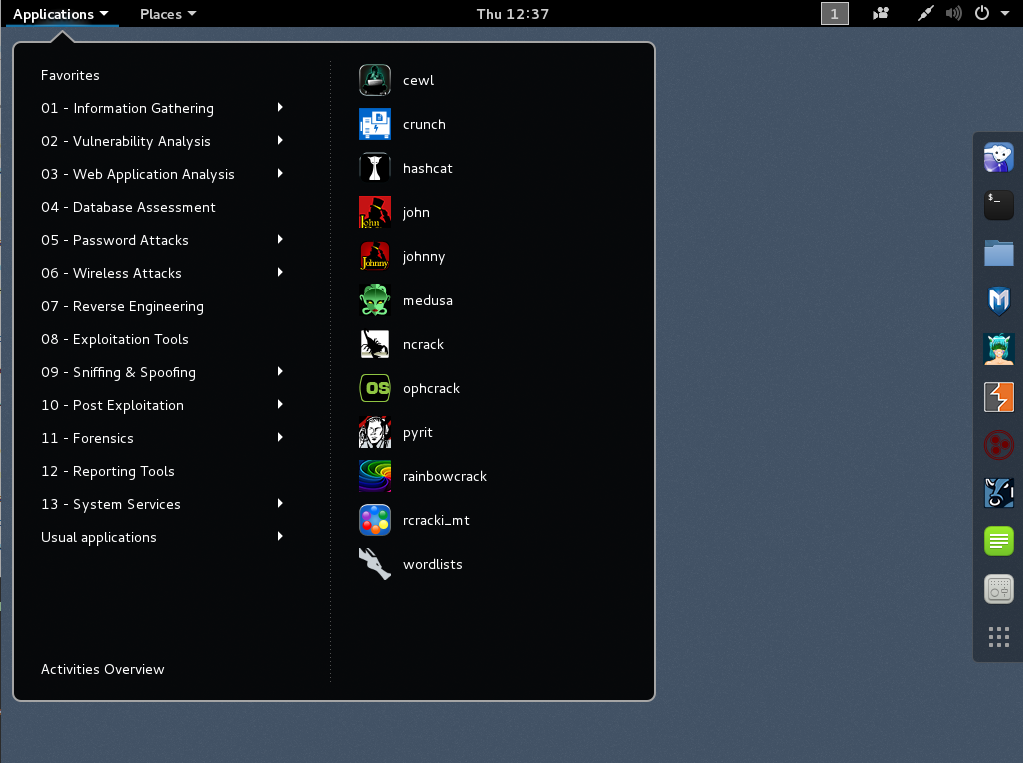 Applications Places Thu 12:37 1
Favorites
01 - Information Gathering
02 - Vulnerability Analysis
03 - Web Application Analysis
04 - Database Assessment
05 - Password Attacks
06 - Wireless Attacks
07 - Reverse Engineering
08 - Exploitation Tools
09 - Sniffing & Spoofing
10 - Post Exploitation
11 - Forensics
12 - Reporting Tools
13 - System Services
Usual applications
Activities Overview
cewl
crunch
hashcat
john
John
johnny
Johnny
medusa
ncrack
ophcrack
OS
pyrit
rainbowcrack
rcracki_mt
wordlists
$_
M